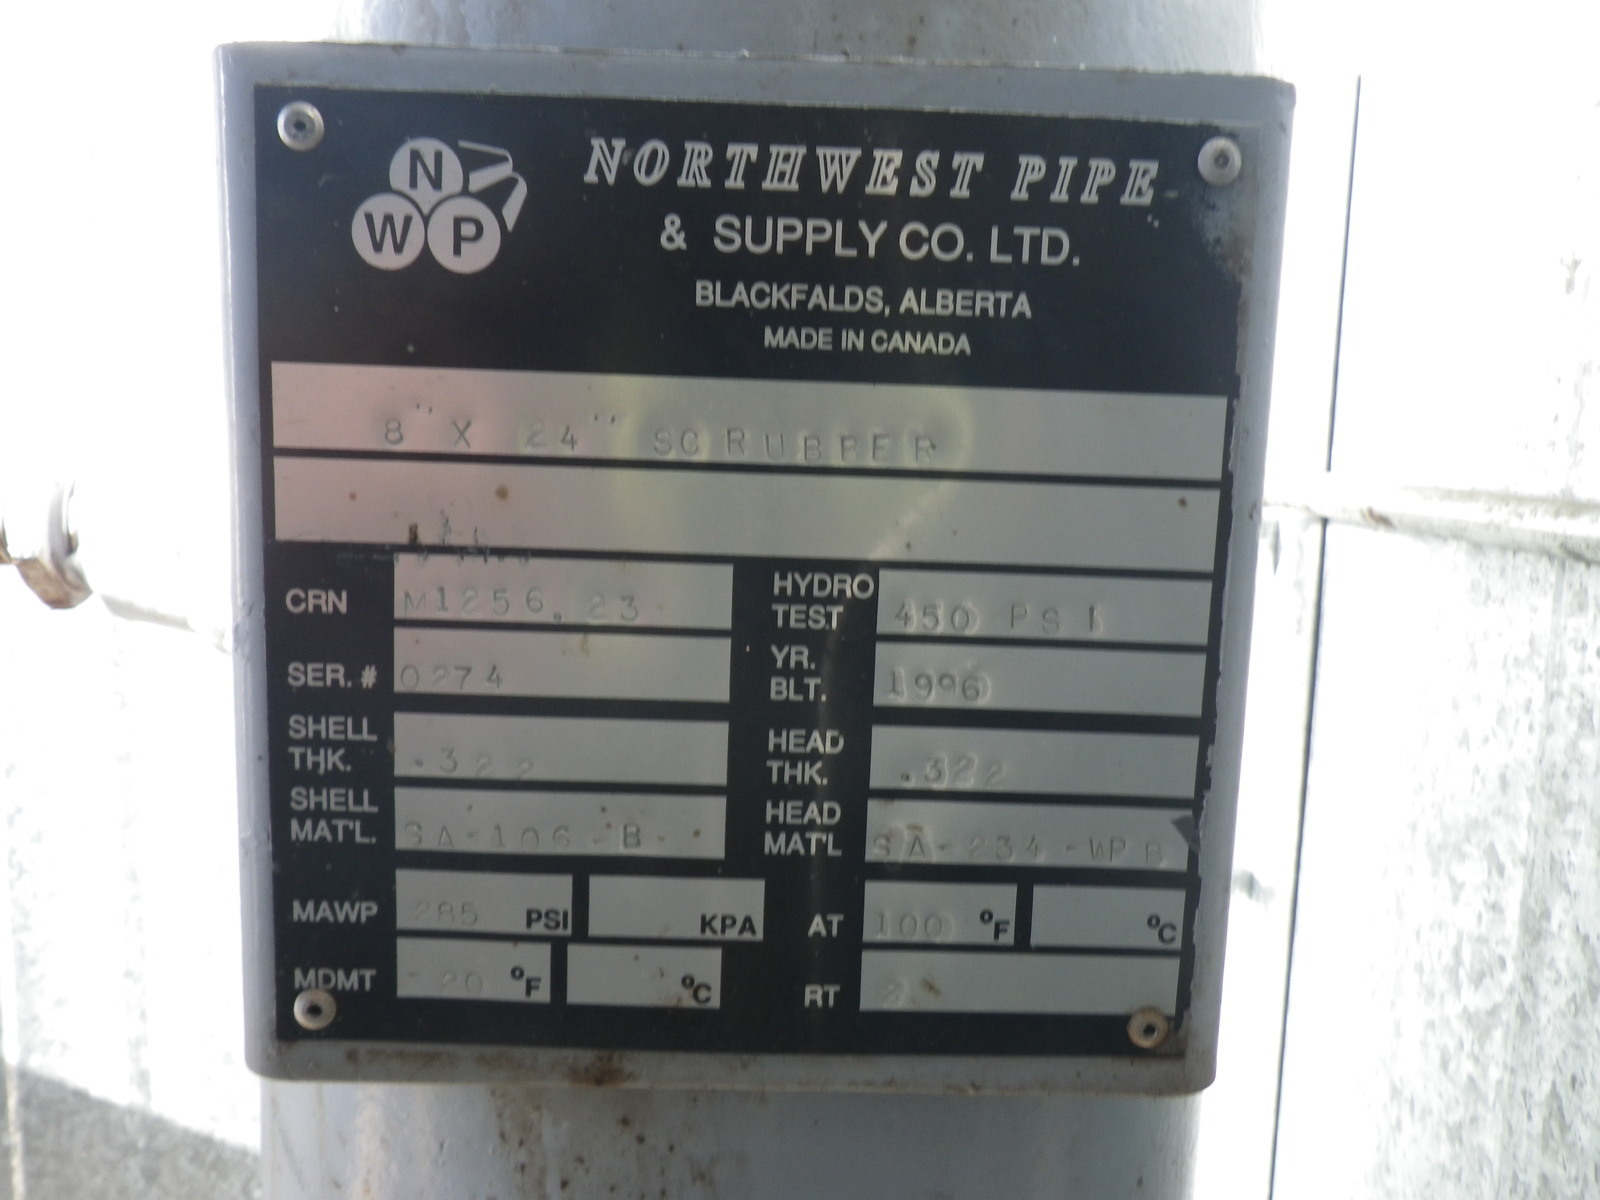 N
W P
NORTHWEST PIPE
& SUPPLY CO. LTD.
BLACKFALDS, ALBERTA
MADE IN CANADA
8" X 24" SCRUBBER
CRN M1256.23 HYDRO TEST 450 PSI
SER. # 0274 YR. BLT. 1996
SHELL THK. .322 HEAD THK. .322
SHELL MAT'L. SA-106-B HEAD MAT'L SA-234-WPB
MAWP 285 PSI KPA AT 100 °F °C
MDMT -20 °F °C RT